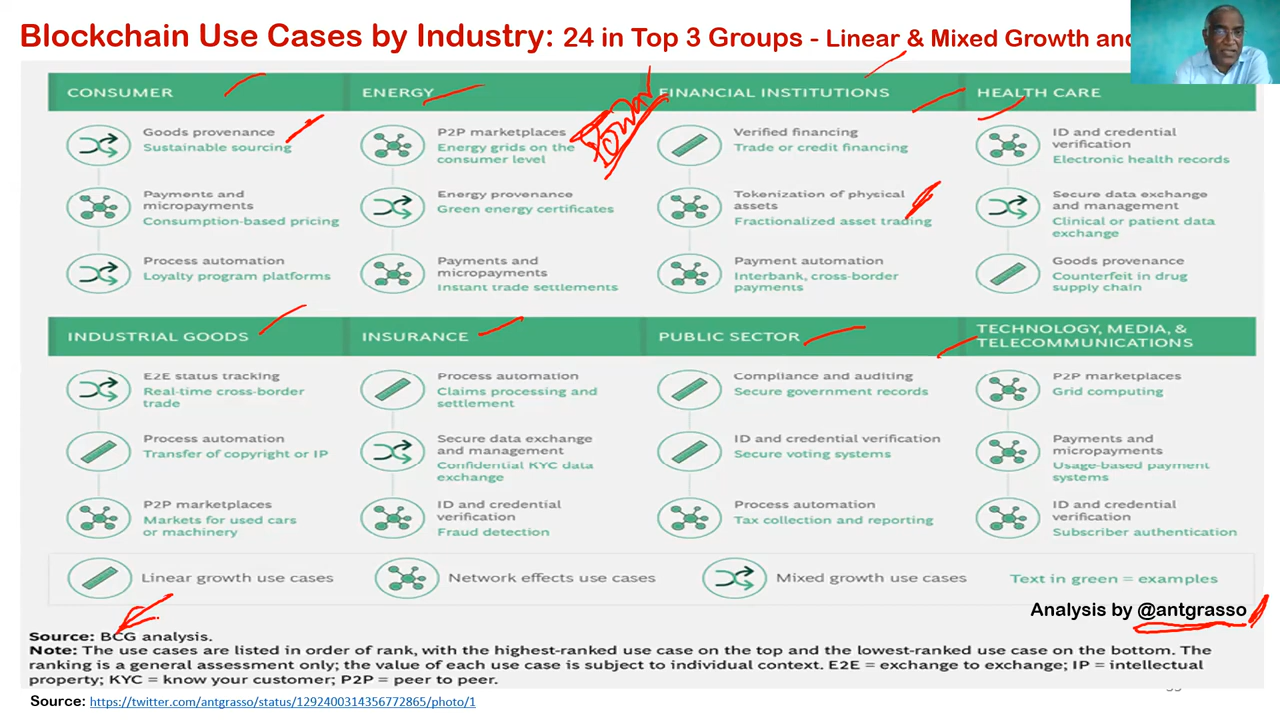 Blockchain Use Cases by Industry: 24 in Top 3 Groups - Linear & Mixed Growth and
CONSUMER
Goods provenance
Sustainable sourcing
Payments and
micropayments
Consumption-based pricing
Process automation
Loyalty program platforms
ENERGY
P2P marketplaces
Energy grids on the
consumer level
Energy provenance
Green energy certificates
Payments and
micropayments
Instant trade settlements
FINANCIAL INSTITUTIONS
Verified financing
Trade or credit financing
Tokenization of physical
assets
Fractionalized asset trading
Payment automation
Interbank, cross-border
payments
HEALTH CARE
ID and credential
verification
Electronic health records
Secure data exchange
and management
Clinical or patient data
exchange
Goods provenance
Counterfeit in drug
supply chain
INDUSTRIAL GOODS
E2E status tracking
Real-time cross-border
trade
Process automation
Transfer of copyright or IP
P2P marketplaces
Markets for used cars
or machinery
INSURANCE
Process automation
Claims processing and
settlement
Secure data exchange
and management
Confidential KYC data
exchange
ID and credential
verification
Fraud detection
PUBLIC SECTOR
Compliance and auditing
Secure government records
ID and credential verification
Secure voting systems
Process automation
Tax collection and reporting
TECHNOLOGY, MEDIA, &
TELECOMMUNICATIONS
P2P marketplaces
Grid computing
Payments and
micropayments
Usage-based payment
systems
ID and credential
verification
Subscriber authentication
Linear growth use cases
Network effects use cases
Mixed growth use cases
Text in green = examples
Analysis by @antgrasso
Source: BCG analysis.
Note: The use cases are listed in order of rank, with the highest-ranked use case on the top and the lowest-ranked use case on the bottom. The
ranking is a general assessment only; the value of each use case is subject to individual context. E2E = exchange to exchange; IP = intellectual
property; KYC = know your customer; P2P = peer to peer.
Source: https://twitter.com/antgrasso/status/1292400314356772865/photo/1